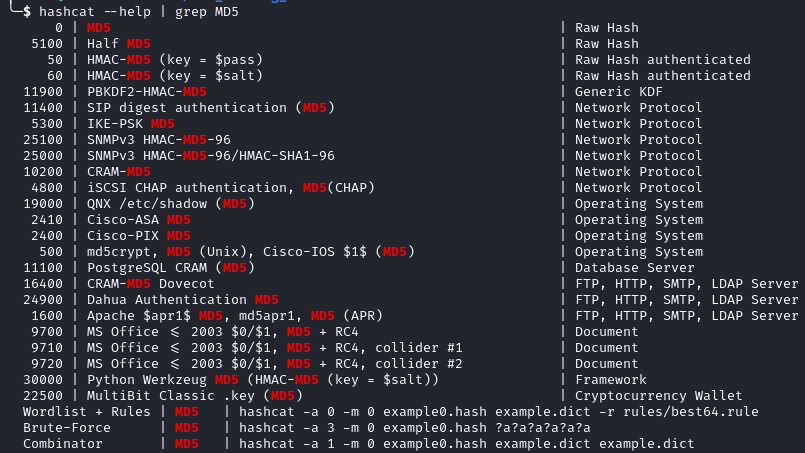 └─$ hashcat --help | grep MD5
0 | MD5 | Raw Hash
5100 | Half MD5 | Raw Hash
50 | HMAC-MD5 (key = $pass) | Raw Hash authenticated
60 | HMAC-MD5 (key = $salt) | Raw Hash authenticated
11900 | PBKDF2-HMAC-MD5 | Generic KDF
11400 | SIP digest authentication (MD5) | Network Protocol
5300 | IKE-PSK MD5 | Network Protocol
25100 | SNMPv3 HMAC-MD5-96 | Network Protocol
25000 | SNMPv3 HMAC-MD5-96/HMAC-SHA1-96 | Network Protocol
10200 | CRAM-MD5 | Network Protocol
4800 | iSCSI CHAP authentication, MD5(CHAP) | Network Protocol
19000 | QNX /etc/shadow (MD5) | Operating System
2410 | Cisco-ASA MD5 | Operating System
2400 | Cisco-PIX MD5 | Operating System
500 | md5crypt, MD5 (Unix), Cisco-IOS $1$ (MD5) | Operating System
11100 | PostgreSQL CRAM (MD5) | Database Server
16400 | CRAM-MD5 Dovecot | FTP, HTTP, SMTP, LDAP Server
24900 | Dahua Authentication MD5 | FTP, HTTP, SMTP, LDAP Server
1600 | Apache $apr1$ MD5, md5apr1, MD5 (APR) | FTP, HTTP, SMTP, LDAP Server
9700 | MS Office ≤ 2003 $0/$1, MD5 + RC4 | Document
9710 | MS Office ≤ 2003 $0/$1, MD5 + RC4, collider #1 | Document
9720 | MS Office ≤ 2003 $0/$1, MD5 + RC4, collider #2 | Document
30000 | Python Werkzeug MD5 (HMAC-MD5 (key = $salt)) | Framework
22500 | MultiBit Classic .key (MD5) | Cryptocurrency Wallet
Wordlist + Rules | MD5 | hashcat -a 0 -m 0 example0.hash example.dict -r rules/best64.rule
Brute-Force | MD5 | hashcat -a 3 -m 0 example0.hash ?a?a?a?a?a?a
Combinator | MD5 | hashcat -a 1 -m 0 example0.hash example.dict example.dict